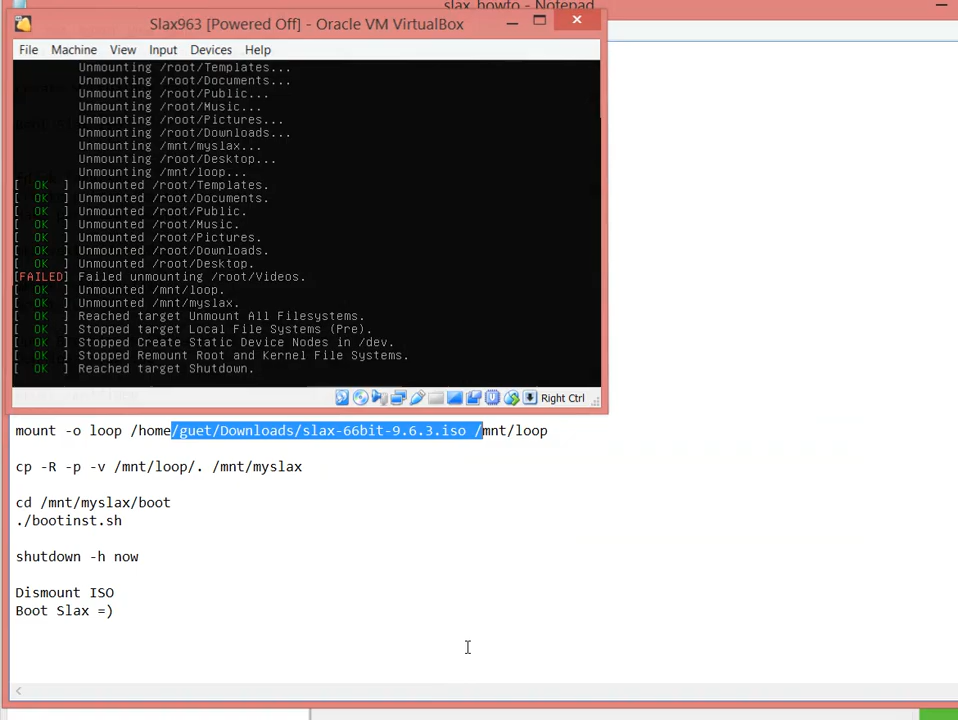 slax_howto - Notepad
Slax963 [Powered Off] - Oracle VM VirtualBox
File Machine View Input Devices Help
Unmounting /root/Templates...
Unmounting /root/Documents...
Unmounting /root/Public...
Unmounting /root/Music...
Unmounting /root/Pictures...
Unmounting /root/Downloads...
Unmounting /mnt/myslax...
Unmounting /root/Desktop...
Unmounting /mnt/loop...
[ OK ] Unmounted /root/Templates.
[ OK ] Unmounted /root/Documents.
[ OK ] Unmounted /root/Public.
[ OK ] Unmounted /root/Music.
[ OK ] Unmounted /root/Pictures.
[ OK ] Unmounted /root/Downloads.
[ OK ] Unmounted /root/Desktop.
[FAILED] Failed unmounting /root/Videos.
[ OK ] Unmounted /mnt/loop.
[ OK ] Unmounted /mnt/myslax.
[ OK ] Reached target Unmount All Filesystems.
[ OK ] Stopped target Local File Systems (Pre).
[ OK ] Stopped Create Static Device Nodes in /dev.
[ OK ] Stopped Remount Root and Kernel File Systems.
[ OK ] Reached target Shutdown.
Right Ctrl
mount -o loop /home/guet/Downloads/slax-66bit-9.6.3.iso /mnt/loop
cp -R -p -v /mnt/loop/. /mnt/myslax
cd /mnt/myslax/boot
./bootinst.sh
shutdown -h now
Dismount ISO
Boot Slax =)